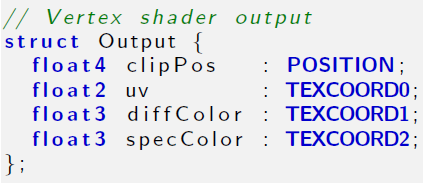 // Vertex shader output
struct Output {
float4 clipPos : POSITION;
float2 uv : TEXCOORD0;
float3 diffColor : TEXCOORD1;
float3 specColor : TEXCOORD2;
};